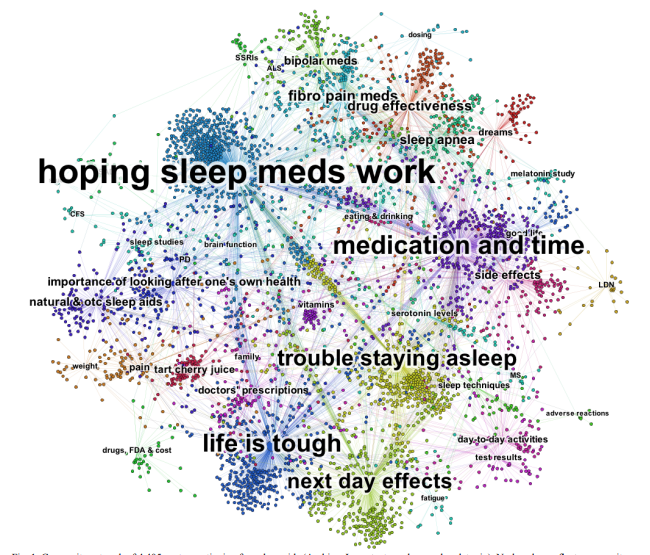 dosing
SSRIs
bipolar meds
ALS
fibro pain meds
drug effectiveness
dreams
sleep apnea
hoping sleep meds work
melatonin study
CFS
eating & drinking
good life
sleep studies
brain function
medication and time
PD
side effects
importance of looking after one's own health
LDN
natural & otc sleep aids
vitamins
serotonin levels
family
trouble staying asleep
weight
pain
tart cherry juice
MS
sleep techniques
doctors' prescriptions
adverse reactions
life is tough
day-to-day activities
drugs, FDA & cost
test results
next day effects
fatigue